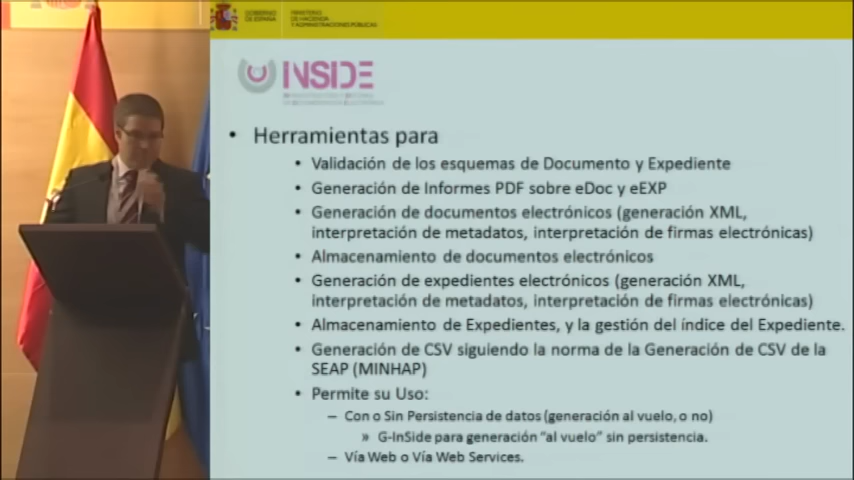 GOBIERNO
DE ESPAÑA
MINISTERIO
DE HACIENDA
Y ADMINISTRACIONES PÚBLICAS
INSIDE
• Herramientas para
• Validación de los esquemas de Documento y Expediente
• Generación de Informes PDF sobre eDoc y eEXP
• Generación de documentos electrónicos (generación XML,
interpretación de metadatos, interpretación de firmas electrónicas)
• Almacenamiento de documentos electrónicos
• Generación de expedientes electrónicos (generación XML,
interpretación de metadatos, interpretación de firmas electrónicas)
• Almacenamiento de Expedientes, y la gestión del índice del Expediente.
• Generación de CSV siguiendo la norma de la Generación de CSV de la
SEAP (MINHAP)
• Permite su Uso:
– Con o Sin Persistencia de datos (generación al vuelo, o no)
» G-InSide para generación "al vuelo" sin persistencia.
– Vía Web o Vía Web Services.